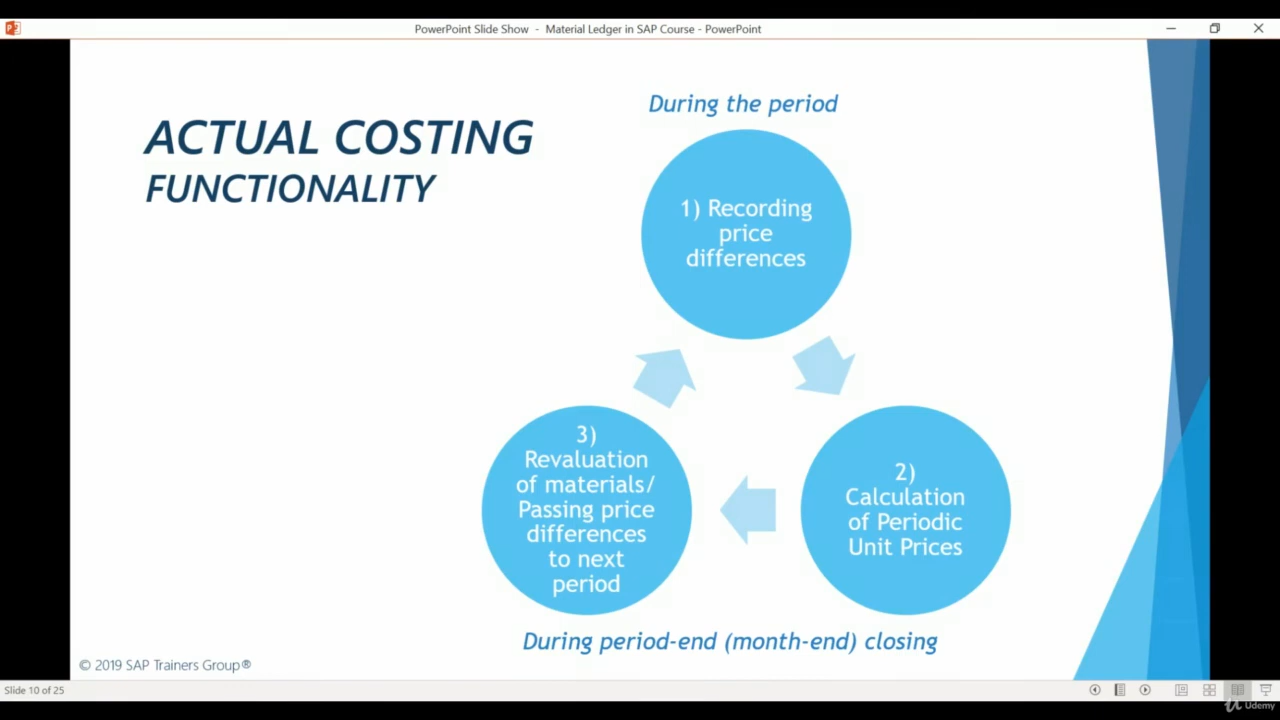 PowerPoint Slide Show - Material Ledger in SAP Course - PowerPoint
ACTUAL COSTING
FUNCTIONALITY
During the period
1) Recording
price
differences
2)
Calculation
of Periodic
Unit Prices
3)
Revaluation
of materials/
Passing price
differences
to next
period
During period-end (month-end) closing
© 2019 SAP Trainers Group®
Slide 10 of 25
Udemy